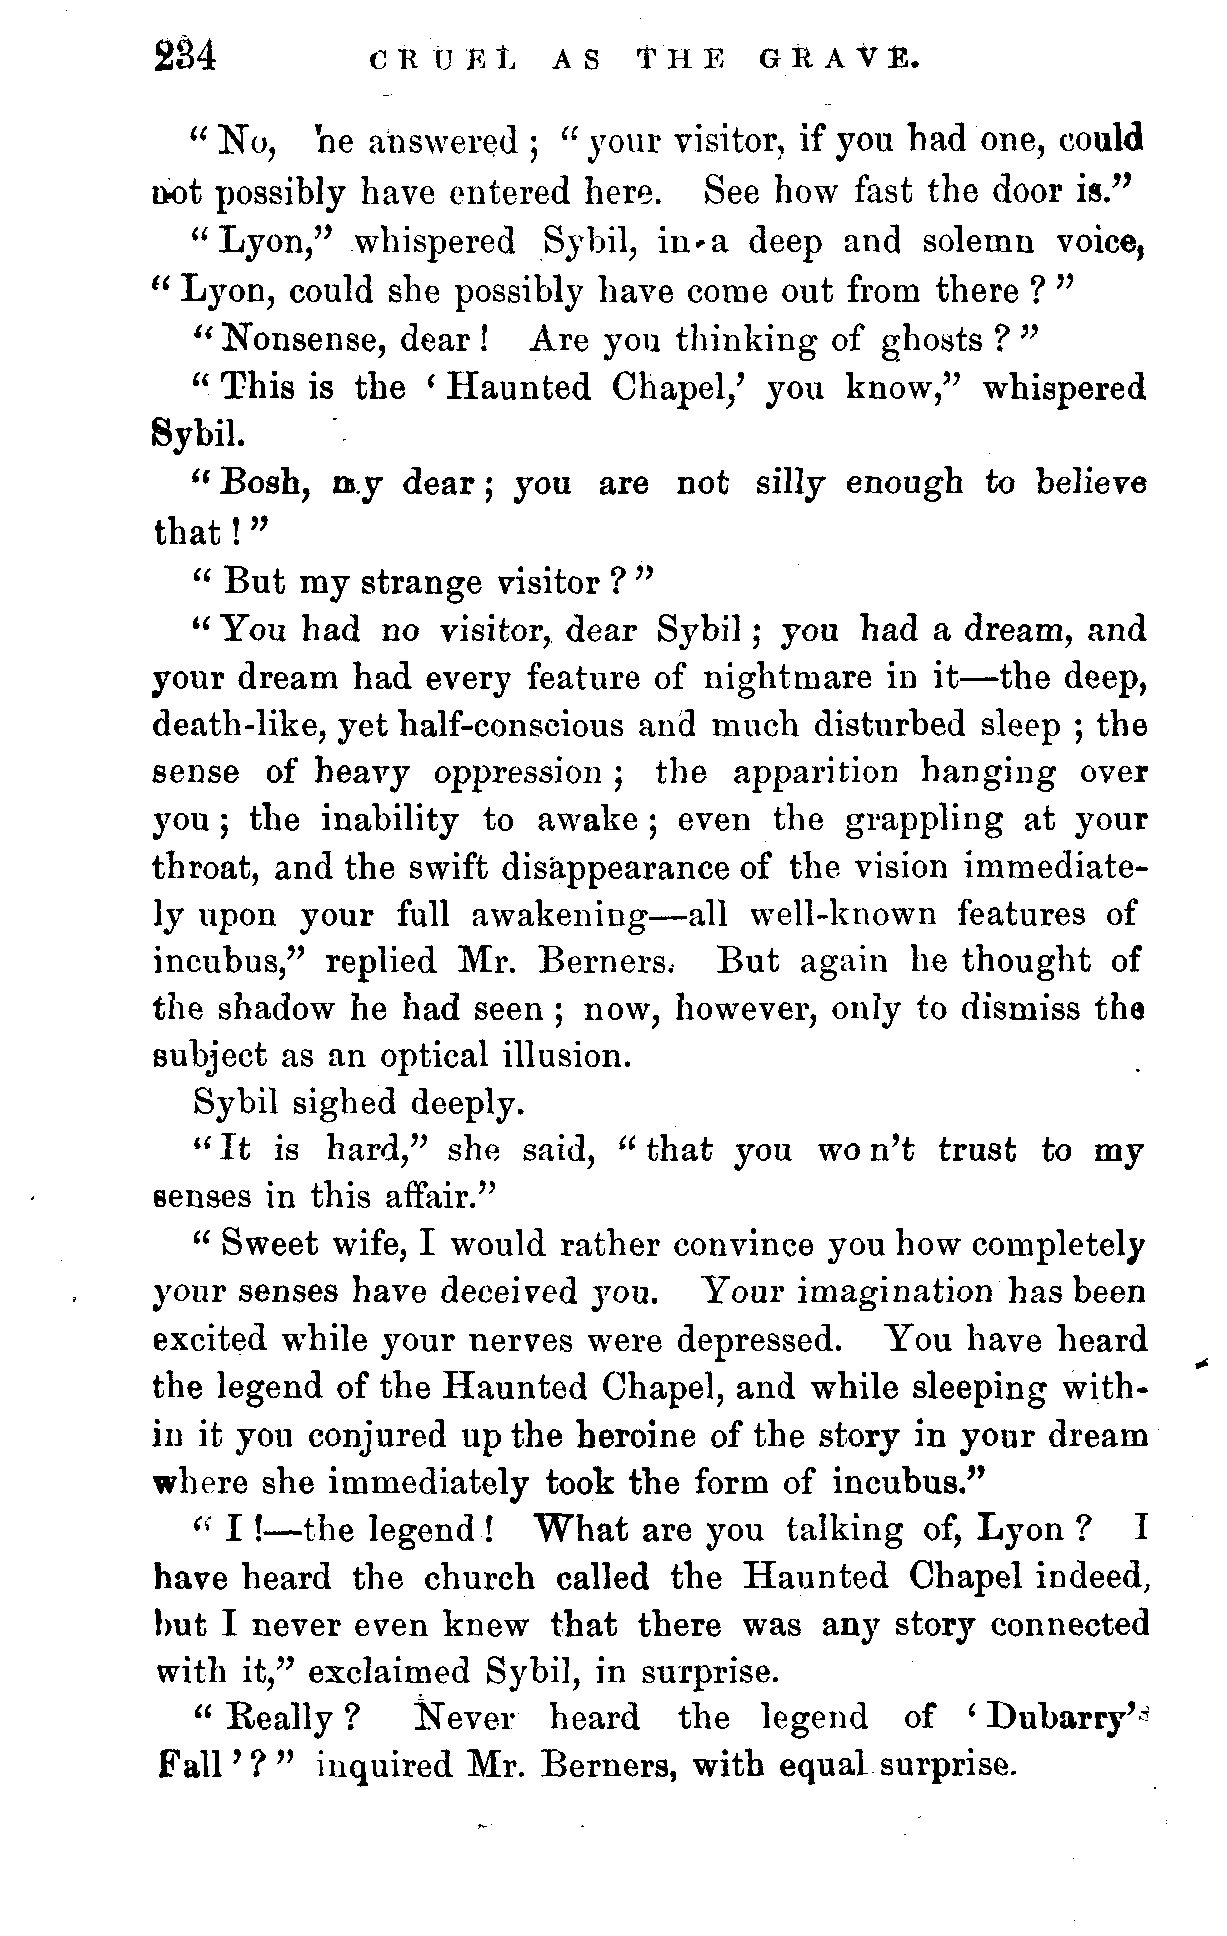 234 CRUEL AS THE GRAVE.
“No, he answered; “your visitor, if you had one, could
not possibly have entered here. See how fast the door is.”
“Lyon,” whispered Sybil, in a deep and solemn voice,
“Lyon, could she possibly have come out from there?”
“Nonsense, dear! Are you thinking of ghosts?”
“This is the ‘Haunted Chapel,’ you know,” whispered
Sybil.
“Bosh, my dear; you are not silly enough to believe
that!”
“But my strange visitor?”
“You had no visitor, dear Sybil; you had a dream, and
your dream had every feature of nightmare in it—the deep,
death-like, yet half-conscious and much disturbed sleep; the
sense of heavy oppression; the apparition hanging over
you; the inability to awake; even the grappling at your
throat, and the swift disappearance of the vision immediate-
ly upon your full awakening—all well-known features of
incubus,” replied Mr. Berners. But again he thought of
the shadow he had seen; now, however, only to dismiss the
subject as an optical illusion.
Sybil sighed deeply.
“It is hard,” she said, “that you wo n’t trust to my
senses in this affair.”
“Sweet wife, I would rather convince you how completely
your senses have deceived you. Your imagination has been
excited while your nerves were depressed. You have heard
the legend of the Haunted Chapel, and while sleeping with-
in it you conjured up the heroine of the story in your dream
where she immediately took the form of incubus.”
“I!—the legend! What are you talking of, Lyon? I
have heard the church called the Haunted Chapel indeed,
but I never even knew that there was any story connected
with it,” exclaimed Sybil, in surprise.
“Really? Never heard the legend of ‘Dubarry’s
Fall’?” inquired Mr. Berners, with equal surprise.